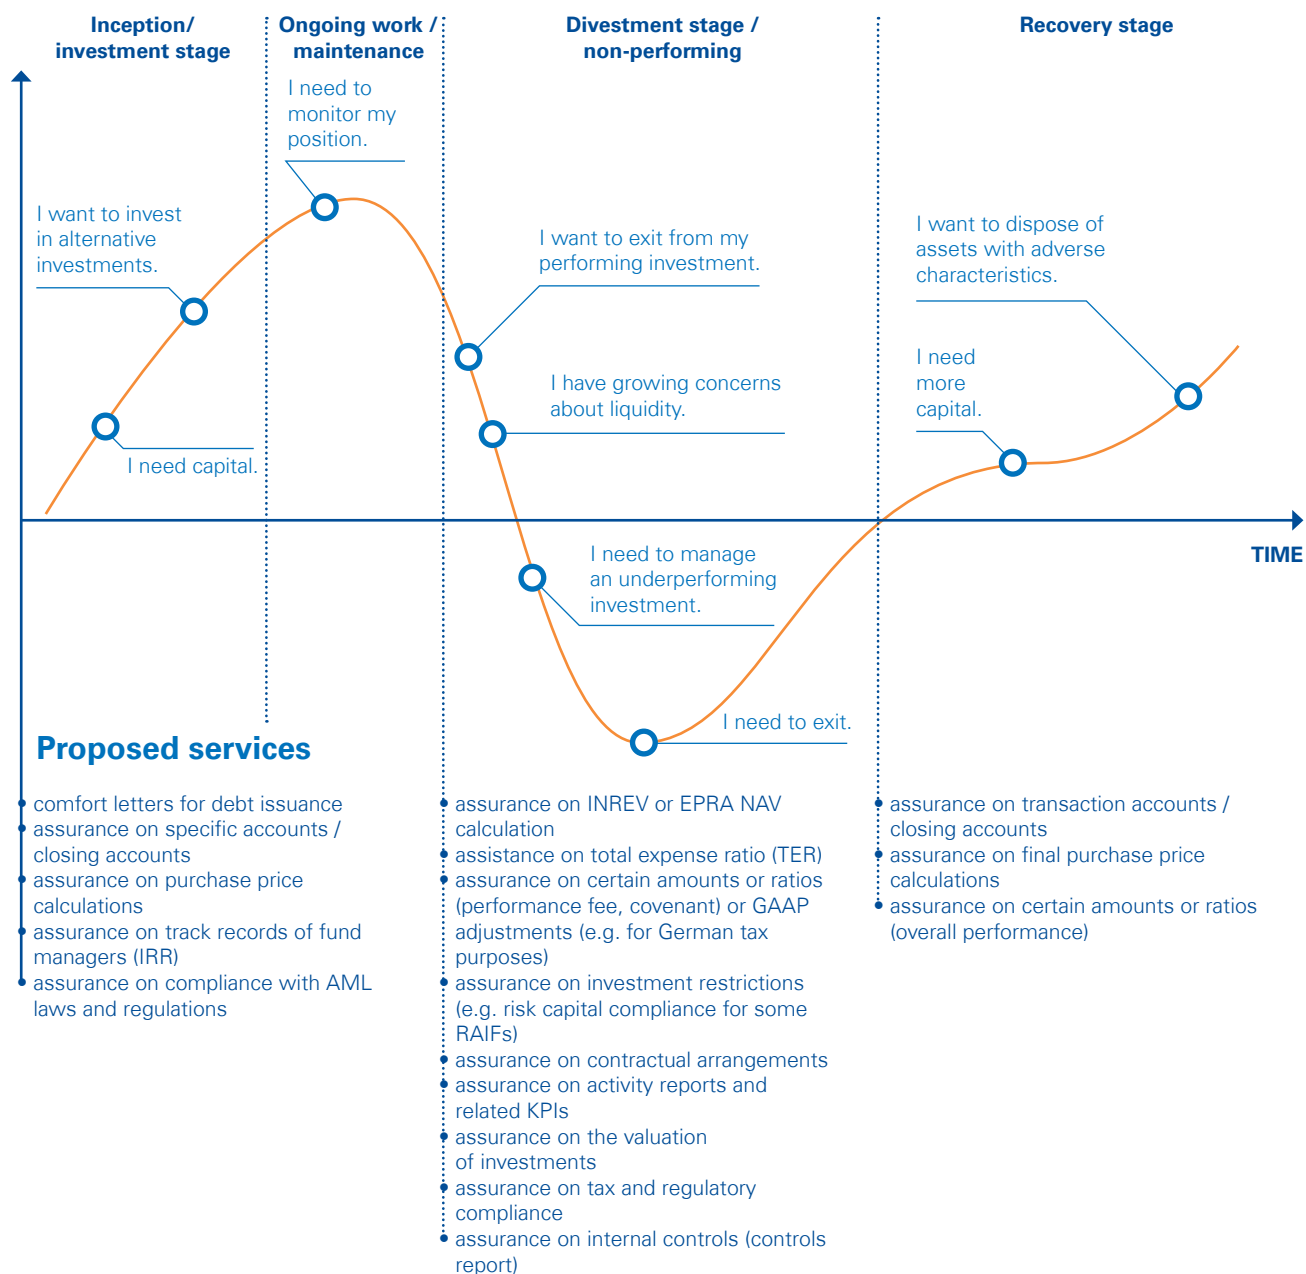 Inception/
investment stage
Ongoing work /
maintenance
Divestment stage /
non-performing
Recovery stage
I need to
monitor my
position.
I want to invest
in alternative
investments.
I need capital.
I want to exit from my
performing investment.
I have growing concerns
about liquidity.
I need to manage
an underperforming
investment.
I need to exit.
I want to dispose of
assets with adverse
characteristics.
I need
more
capital.
TIME
Proposed services
• comfort letters for debt issuance
• assurance on specific accounts /
closing accounts
• assurance on purchase price
calculations
• assurance on track records of fund
managers (IRR)
• assurance on compliance with AML
laws and regulations
• assurance on INREV or EPRA NAV
calculation
• assistance on total expense ratio (TER)
• assurance on certain amounts or ratios
(performance fee, covenant) or GAAP
adjustments (e.g. for German tax
purposes)
• assurance on investment restrictions
(e.g. risk capital compliance for some
RAIFs)
• assurance on contractual arrangements
• assurance on activity reports and
related KPIs
• assurance on the valuation
of investments
• assurance on tax and regulatory
compliance
• assurance on internal controls (controls
report)
• assurance on transaction accounts /
closing accounts
• assurance on final purchase price
calculations
• assurance on certain amounts or ratios
(overall performance)